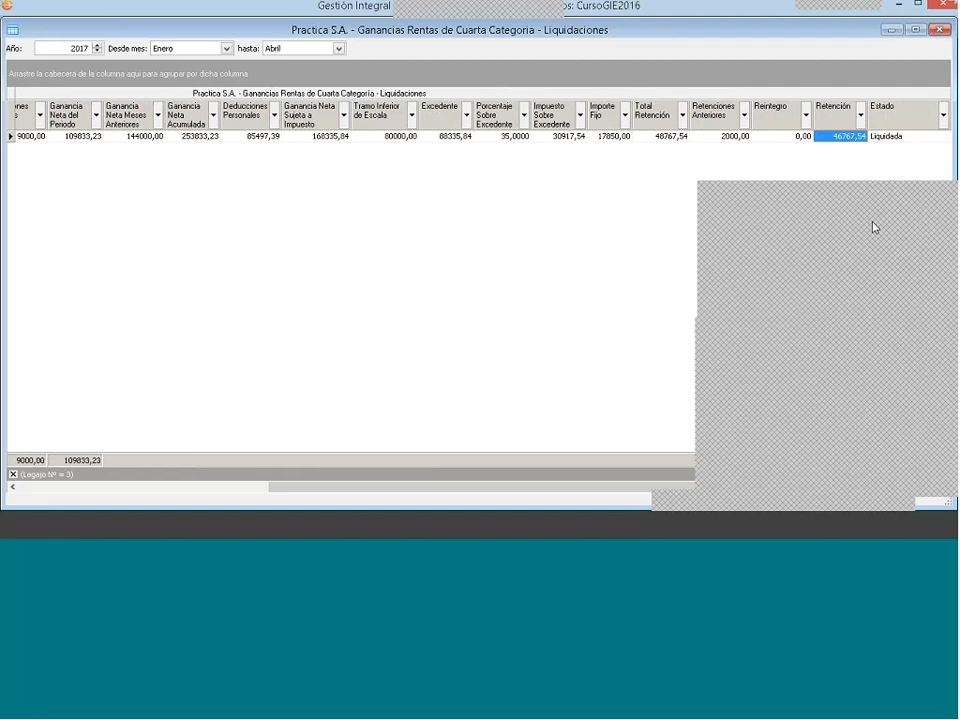 Gestión Integral os: CursoGIE2016
Practica S.A. - Ganancias Rentas de Cuarta Categoria - Liquidaciones
Año: 2017 Desde mes: Enero hasta: Abril
Arrastre la cabecera de la columna aquí para agrupar por dicha columna
Practica S.A. - Ganancias Rentas de Cuarta Categoría - Liquidaciones
ones Ganancia Ganancia Ganancia Deducciones Ganancia Neta Tramo Inferior Excedente Porcentaje Impuesto Importe Total Retenciones Reintegro Retención Estado
s Neta del Neta Meses Neta Personales Sujeta a de Escala Sobre Sobre Fijo Retención Anteriores
Periodo Anteriores Acumulada Impuesto Excedente Excedente
9000,00 109833,23 144000,00 253833,23 85497,39 168335,84 80000,00 88335,84 35,0000 30917,54 17850,00 48767,54 2000,00 0,00 46767,54 Liquidada
9000,00 109833,23
(Legajo Nº = 3)